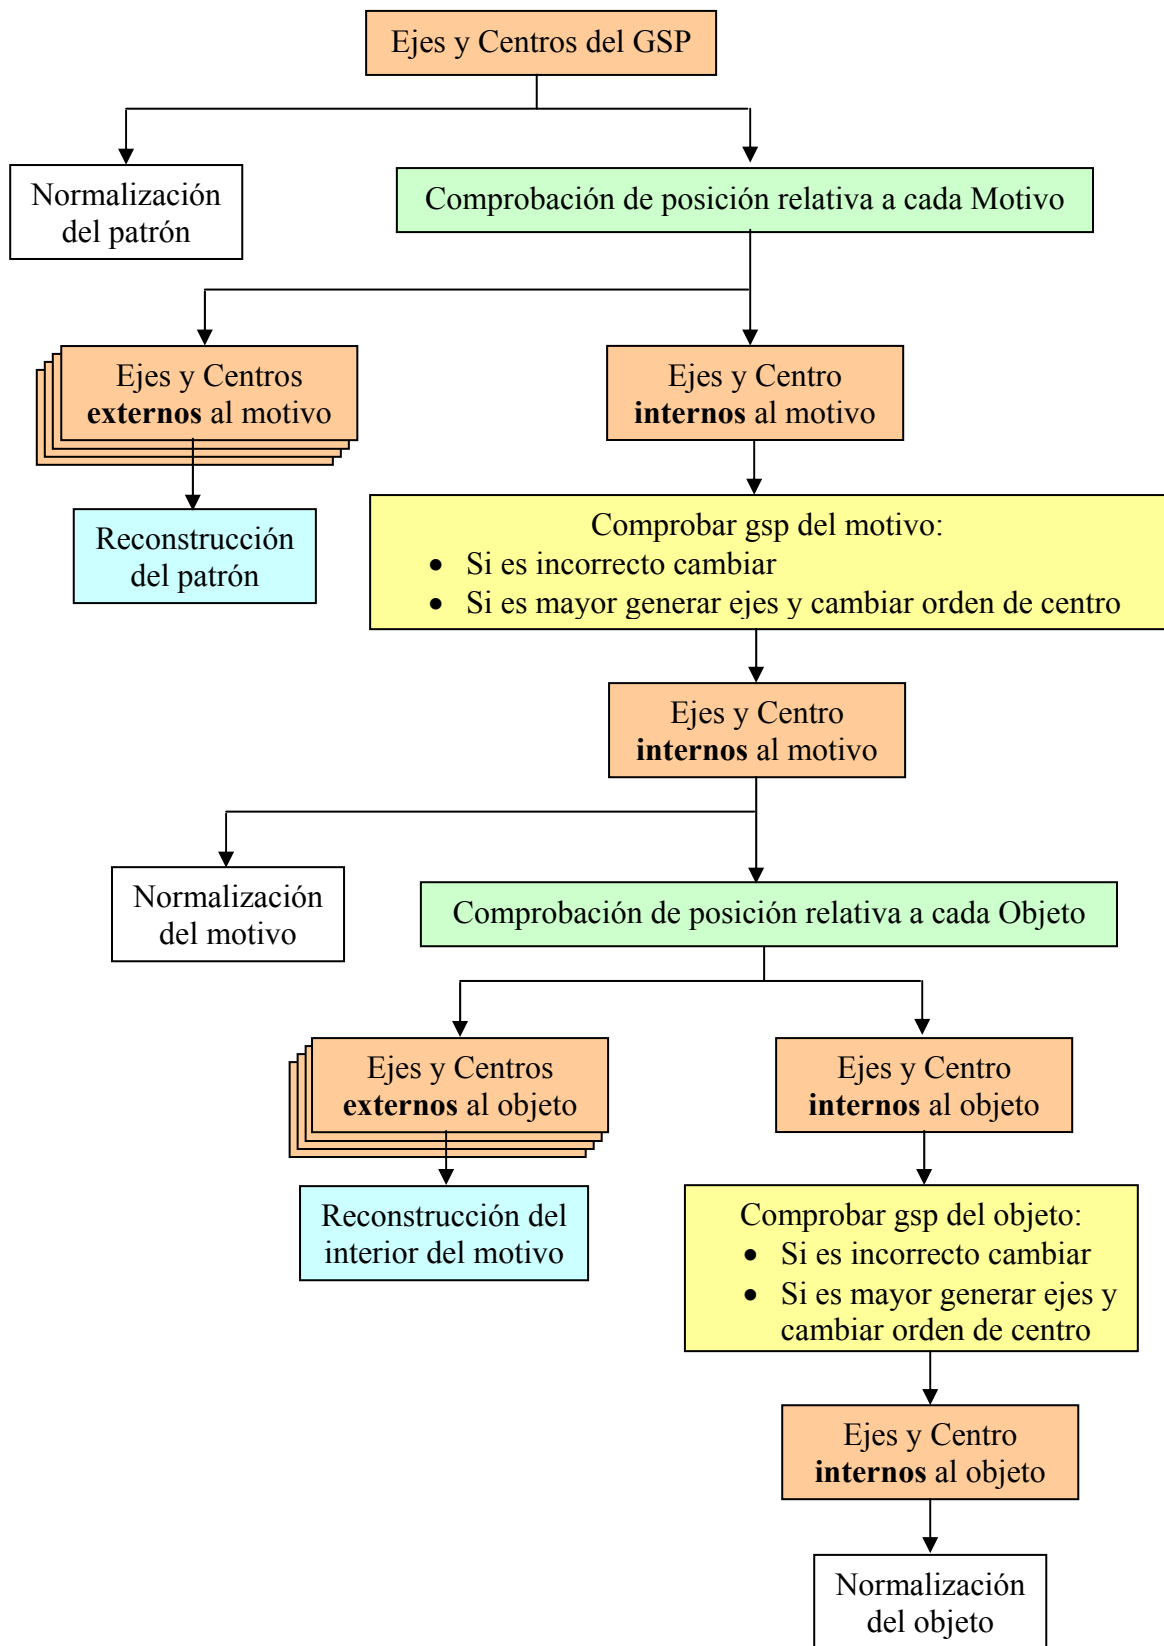 Ejes y Centros del GSP
Normalización
del patrón
Comprobación de posición relativa a cada Motivo
Ejes y Centros
externos al motivo
Ejes y Centro
internos al motivo
Reconstrucción
del patrón
Comprobar gsp del motivo:
• Si es incorrecto cambiar
• Si es mayor generar ejes y cambiar orden de centro
Ejes y Centro
internos al motivo
Normalización
del motivo
Comprobación de posición relativa a cada Objeto
Ejes y Centros
externos al objeto
Ejes y Centro
internos al objeto
Reconstrucción del
interior del motivo
Comprobar gsp del objeto:
• Si es incorrecto cambiar
• Si es mayor generar ejes y
cambiar orden de centro
Ejes y Centro
internos al objeto
Normalización
del objeto